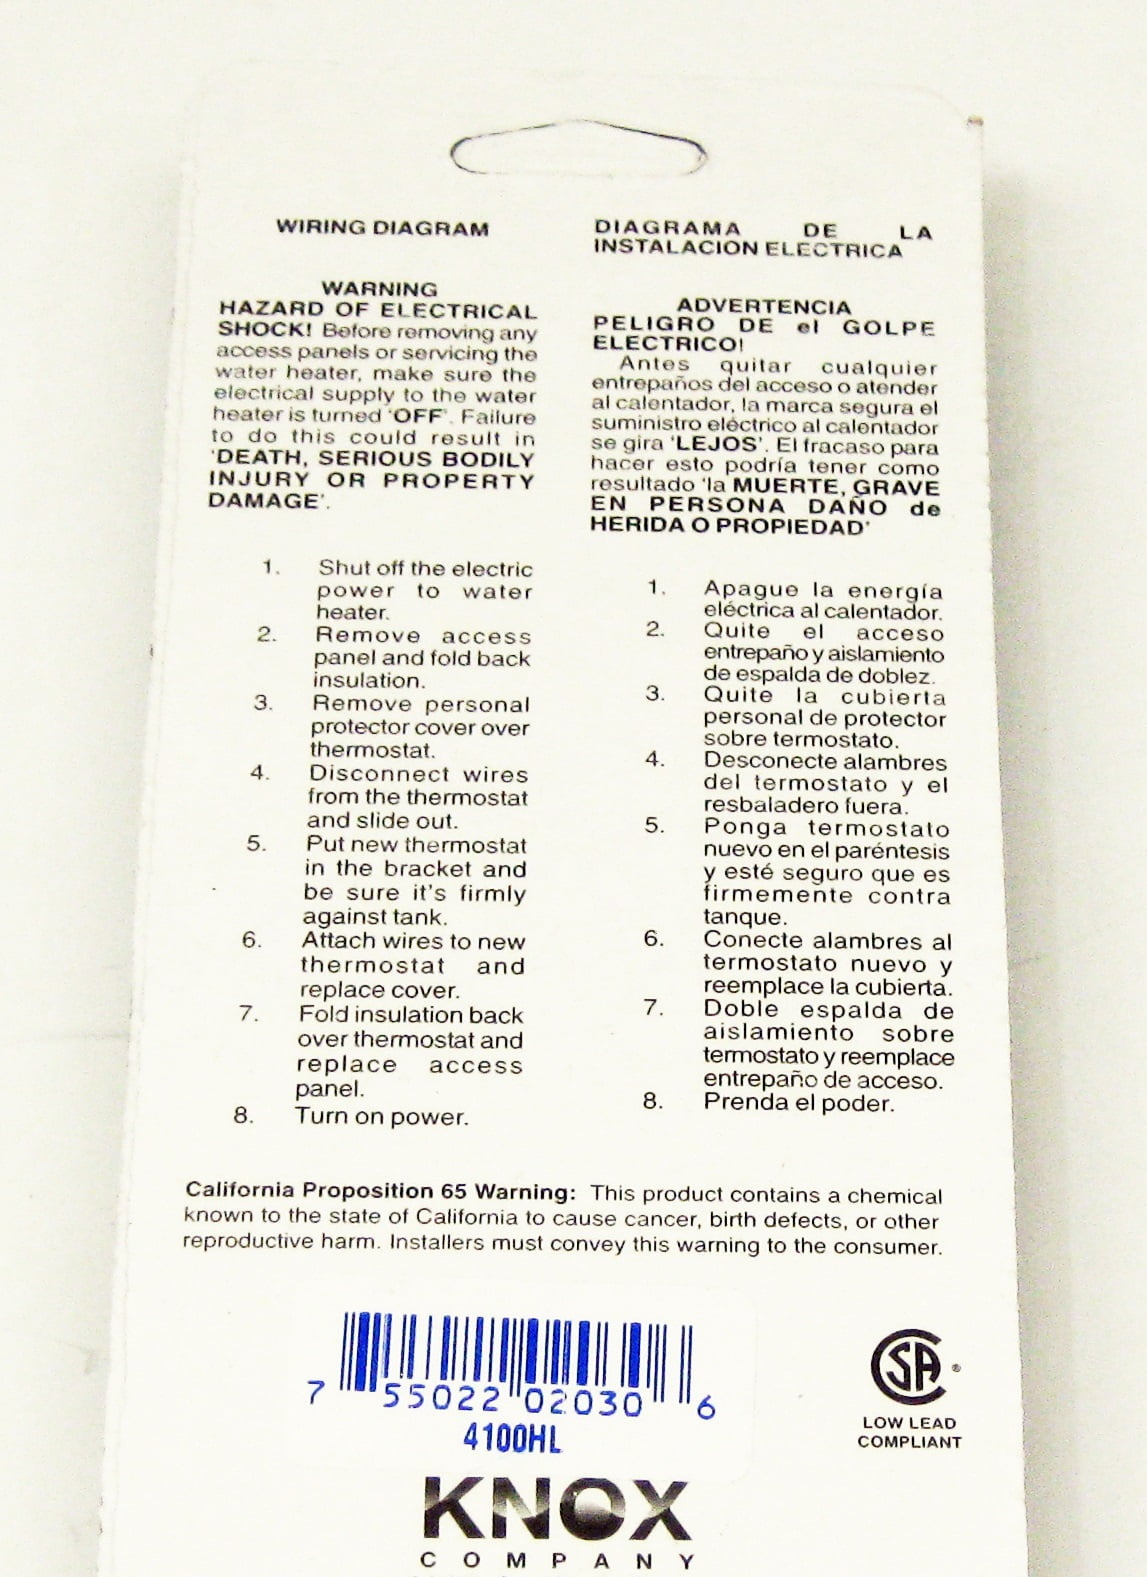 WIRING DIAGRAM
WARNING
HAZARD OF ELECTRICAL
SHOCK! Before removing any
access panels or servicing the
water heater, make sure the
electrical supply to the water
heater is turned 'OFF'. Failure
to do this could result in
'DEATH, SERIOUS BODILY
INJURY OR PROPERTY
DAMAGE'.
1. Shut off the electric
power to water
heater.
2. Remove access
panel and fold back
insulation.
3. Remove personal
protector cover over
thermostat.
4. Disconnect wires
from the thermostat
and slide out.
5. Put new thermostat
in the bracket and
be sure it's firmly
against tank.
6. Attach wires to new
thermostat and
replace cover.
7. Fold insulation back
over thermostat and
replace access
panel.
8. Turn on power.
DIAGRAMA DE LA
INSTALACION ELECTRICA
ADVERTENCIA
PELIGRO DE el GOLPE
ELECTRICO!
Antes quitar cualquier
entrepaños del acceso o atender
al calentador, la marca segura el
suministro eléctrico al calentador
se gira 'LEJOS'. El fracaso para
hacer esto podría tener como
resultado 'la MUERTE, GRAVE
EN PERSONA DAÑO de
HERIDA O PROPIEDAD'
1. Apague la energía
eléctrica al calentador.
2. Quite el acceso
entrepaño y aislamiento
de espalda de doblez.
3. Quite la cubierta
personal de protector
sobre termostato.
4. Desconecte alambres
del termostato y el
resbaladero fuera.
5. Ponga termostato
nuevo en el paréntesis
y esté seguro que es
firmemente contra
tanque.
6. Conecte alambres al
termostato nuevo y
reemplace la cubierta.
7. Doble espalda de
aislamiento sobre
termostato y reemplace
entrepaño de acceso.
8. Prenda el poder.
California Proposition 65 Warning: This product contains a chemical
known to the state of California to cause cancer, birth defects, or other
reproductive harm. Installers must convey this warning to the consumer.
7 55022 02030 6
4100HL
SA ®
LOW LEAD
COMPLIANT
KNOX
COMPANY